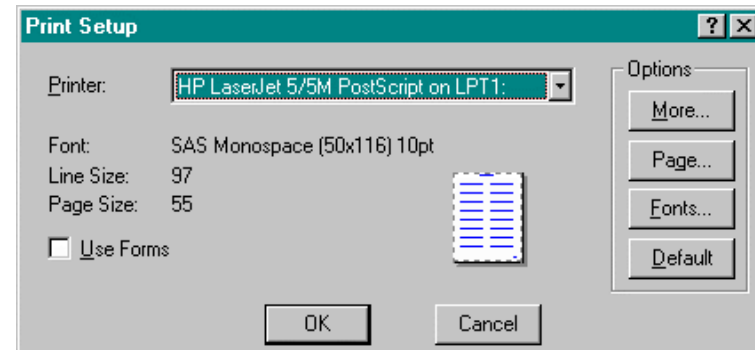 Print Setup
Printer: HP LaserJet 5/5M PostScript on LPT1:
Font: SAS Monospace (50x116) 10pt
Line Size: 97
Page Size: 55
Use Forms
OK Cancel
Options
More...
Page...
Fonts...
Default